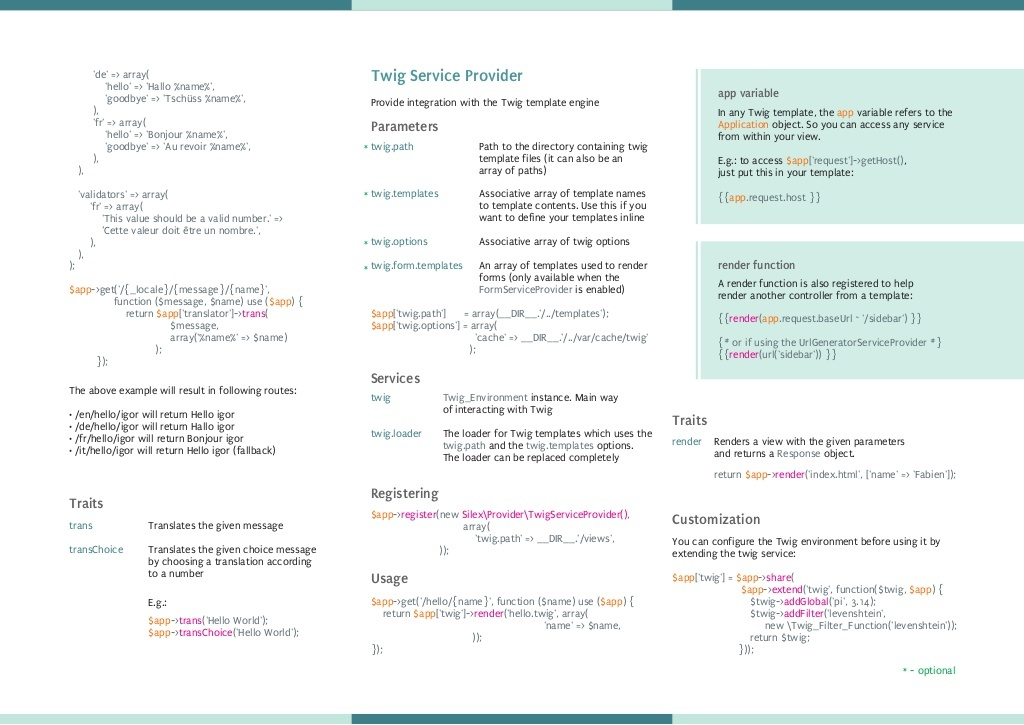 'de' => array(
'hello' => 'Hallo %name%',
'goodbye' => 'Tschüss %name%',
),
'fr' => array(
'hello' => 'Bonjour %name%',
'goodbye' => 'Au revoir %name%',
),
),
'validators' => array(
'fr' => array(
'This value should be a valid number.' =>
'Cette valeur doit être un nombre.',
),
),
);
$app->get('/{_locale}/{message}/{name}',
function ($message, $name) use ($app) {
return $app['translator']->trans(
$message,
array('%name%' => $name)
);
});
The above example will result in following routes:
• /en/hello/igor will return Hello igor
• /de/hello/igor will return Hallo igor
• /fr/hello/igor will return Bonjour igor
• /it/hello/igor will return Hello igor (fallback)
Traits
trans Translates the given message
transChoice Translates the given choice message
by choosing a translation according
to a number
E.g.:
$app->trans('Hello World');
$app->transChoice('Hello World');
Twig Service Provider
Provide integration with the Twig template engine
Parameters
* twig.path Path to the directory containing twig
template files (it can also be an
array of paths)
* twig.templates Associative array of template names
to template contents. Use this if you
want to define your templates inline
* twig.options Associative array of twig options
* twig.form.templates An array of templates used to render
forms (only available when the
FormServiceProvider is enabled)
$app['twig.path'] = array(__DIR__.'/../templates');
$app['twig.options'] = array(
'cache' => __DIR__.'/../var/cache/twig'
);
Services
twig Twig_Environment instance. Main way
of interacting with Twig
twig.loader The loader for Twig templates which uses the
twig.path and the twig.templates options.
The loader can be replaced completely
Registering
$app->register(new Silex\Provider\TwigServiceProvider(),
array(
'twig.path' => __DIR__.'/views',
));
Usage
$app->get('/hello/{name}', function ($name) use ($app) {
return $app['twig']->render('hello.twig', array(
'name' => $name,
));
});
app variable
In any Twig template, the app variable refers to the
Application object. So you can access any service
from within your view.
E.g.: to access $app['request']->getHost(),
just put this in your template:
{{app.request.host }}
render function
A render function is also registered to help
render another controller from a template:
{{render(app.request.baseUrl ~ '/sidebar') }}
{* or if using the UrlGeneratorServiceProvider *}
{{render(url('sidebar')) }}
Traits
render Renders a view with the given parameters
and returns a Response object.
return $app->render('index.html', ['name' => 'Fabien']);
Customization
You can configure the Twig environment before using it by
extending the twig service:
$app['twig'] = $app->share(
$app->extend('twig', function($twig, $app) {
$twig->addGlobal('pi', 3.14);
$twig->addFilter('levenshtein',
new \Twig_Filter_Function('levenshtein'));
return $twig;
}));
* - optional